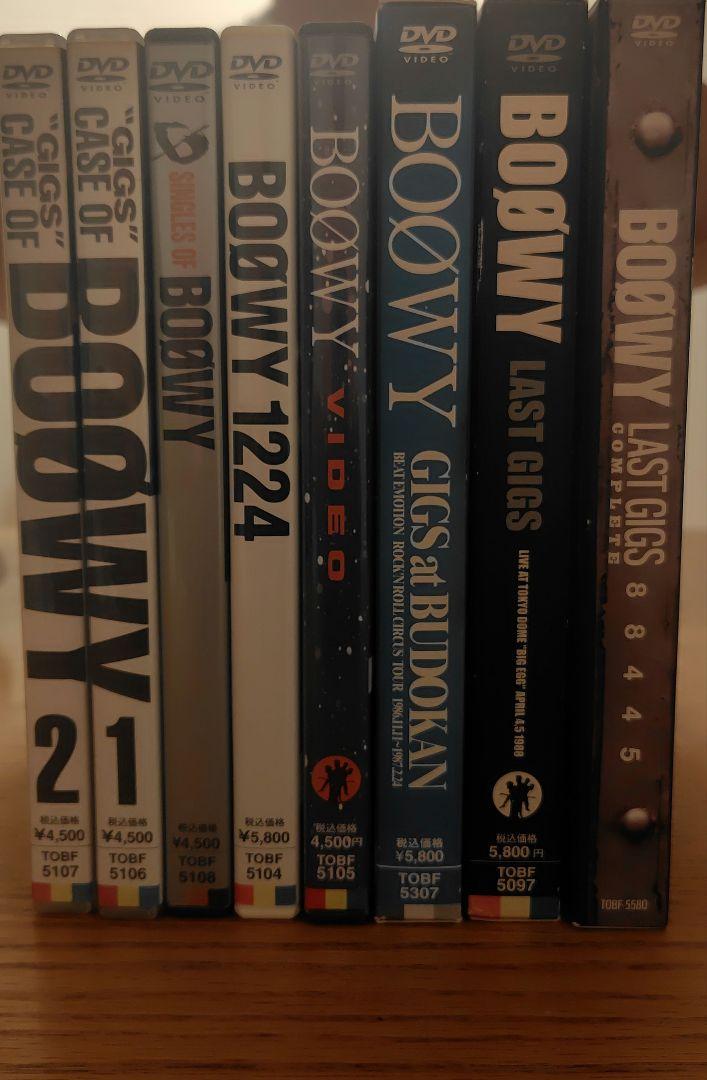 DVD
VIDEO
"GIGS"
CASE OF
BOØWY
2
税込価格
¥4,500
TOBF
5107
DVD
VIDEO
"GIGS"
CASE OF
BOØWY
1
税込価格
¥4,500
TOBF
5106
DVD
VIDEO
SINGLES OF
BOØWY
税込価格
¥4,500
TOBF
5108
DVD
VIDEO
BOØWY 1224
税込価格
¥5,800
TOBF
5104
DVD
VIDEO
BOØWY VIDEO
税込価格
4,500円
TOBF
5105
DVD
VIDEO
BOØWY GIGS at BUDOKAN
BEAT EMOTION ROCK'N ROLL CIRCUS TOUR 1986.11.11~1987.2.24
税込価格
¥5,800
TOBF
5307
DVD
VIDEO
BOØWY LAST GIGS
LIVE AT TOKYO DOME "BIG EGG" APRIL 4,5 1988
税込価格
5,800円
TOBF
5097
DVD
VIDEO
BOØWY LAST GIGS
COMPLETE
8 8 4 4 5
TOBF-5580